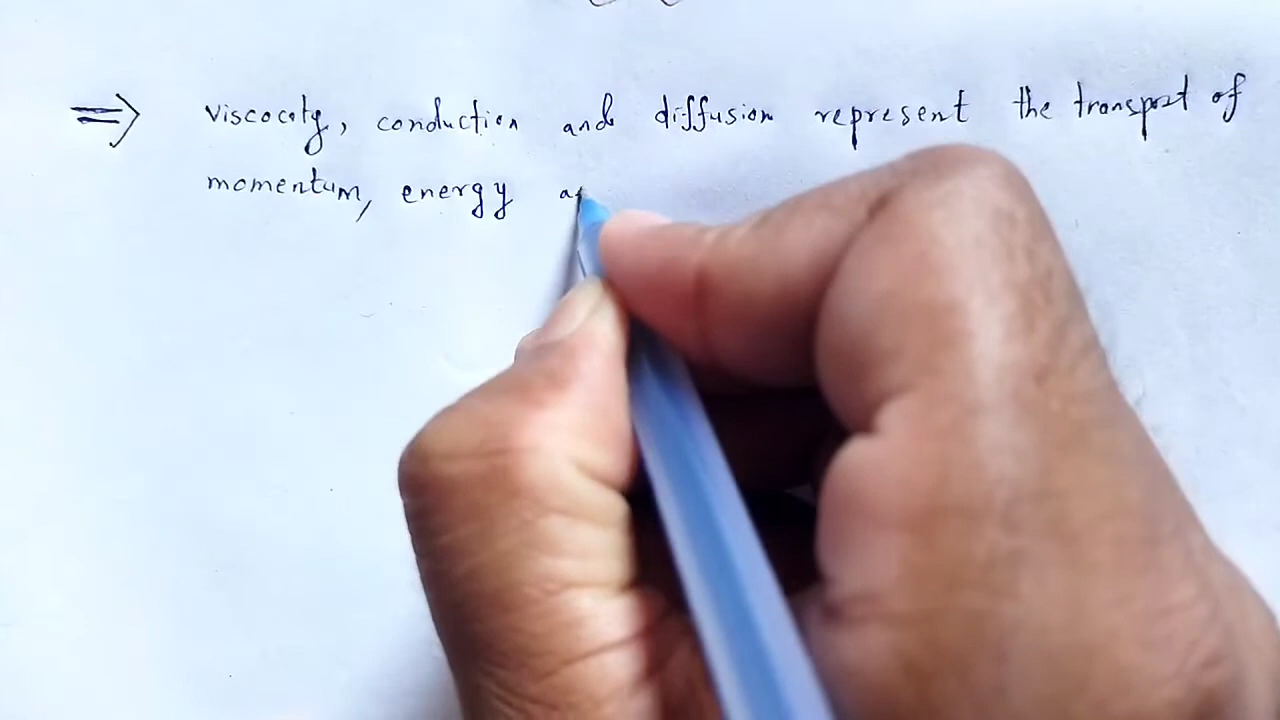 ⇒ viscocity, conduction and diffusion represent the transport of
momentum, energy